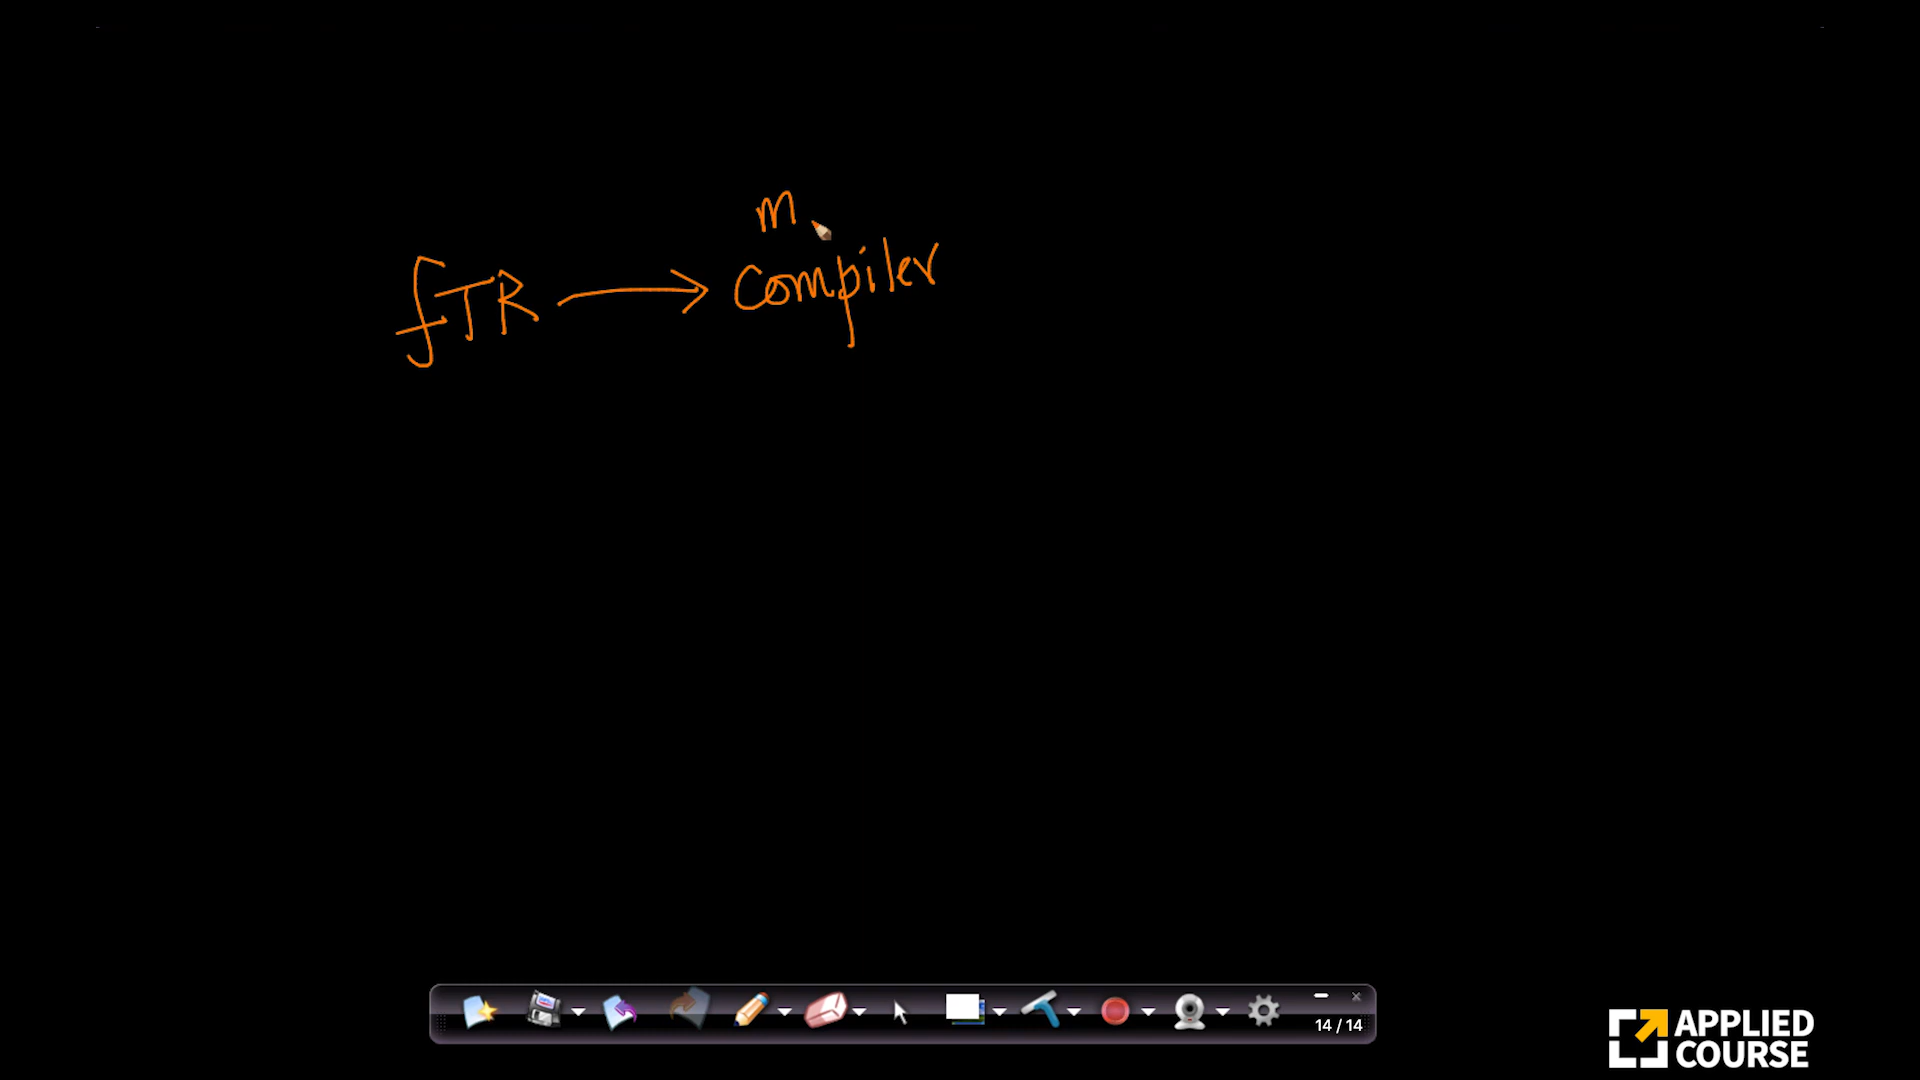 m
fTR → Compiler
14 / 14
APPLIED
COURSE